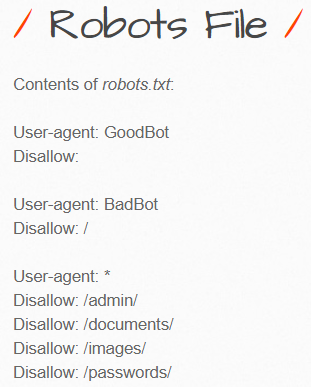 / Robots File /
Contents of robots.txt:
User-agent: GoodBot
Disallow:
User-agent: BadBot
Disallow: /
User-agent: *
Disallow: /admin/
Disallow: /documents/
Disallow: /images/
Disallow: /passwords/